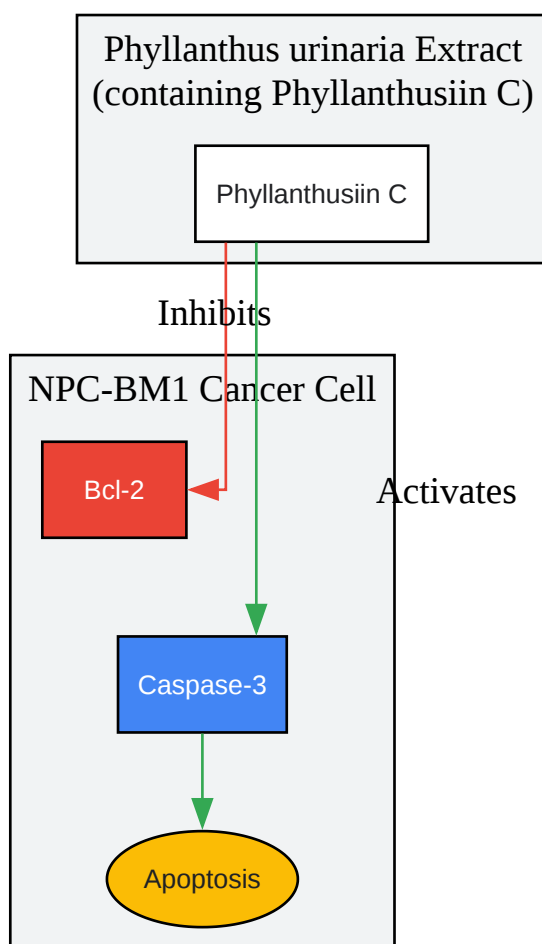 Phyllanthus urinaria Extract
(containing Phyllanthusiin C)
Phyllanthusiin C
Inhibits
NPC-BM1 Cancer Cell
Bcl-2
Activates
Caspase-3
Apoptosis